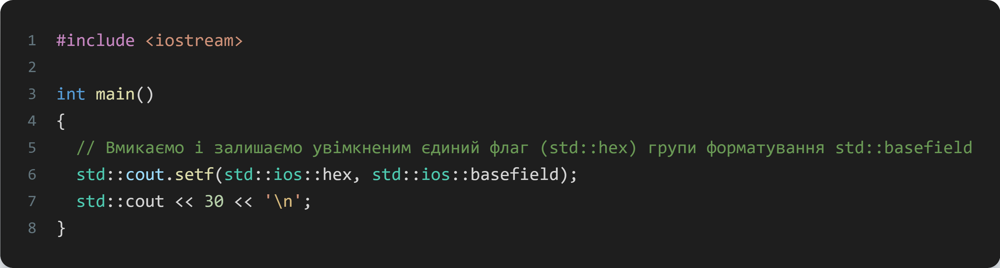 1 #include <iostream>
2
3 int main()
4 {
5 // Вмикаємо і залишаємо увімкненим єдиний флаг (std::hex) групи форматування std::basefield
6 std::cout.setf(std::ios::hex, std::ios::basefield);
7 std::cout << 30 << '\n';
8 }